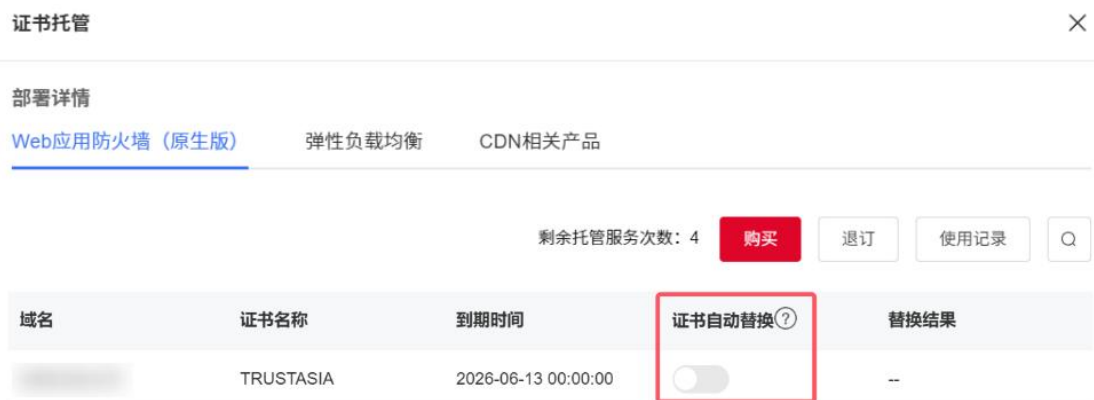 证书托管
部署详情
Web应用防火墙（原生版） 弹性负载均衡 CDN相关产品
剩余托管服务次数：4 购买 退订 使用记录
域名 证书名称 到期时间 证书自动替换? 替换结果
TRUSTASIA 2026-06-13 00:00:00 --